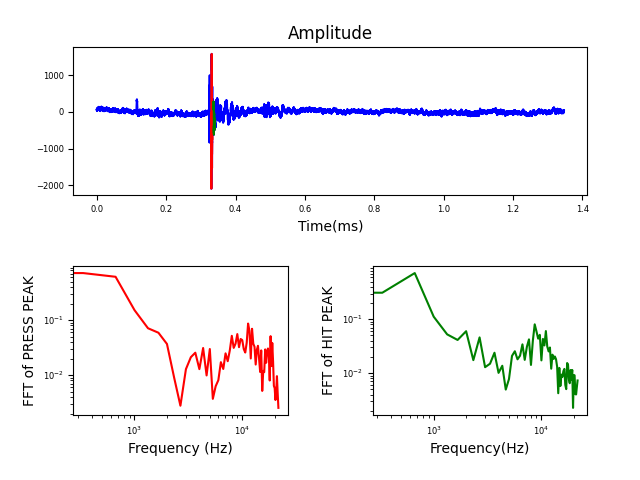 Amplitude
1000
0
−1000
−2000
0.0 0.2 0.4 0.6 0.8 1.0 1.2 1.4
Time(ms)
FFT of PRESS PEAK
10⁻¹
10⁻²
10³ 10⁴
Frequency (Hz)
FFT of HIT PEAK
10⁻¹
10⁻²
10³ 10⁴
Frequency(Hz)